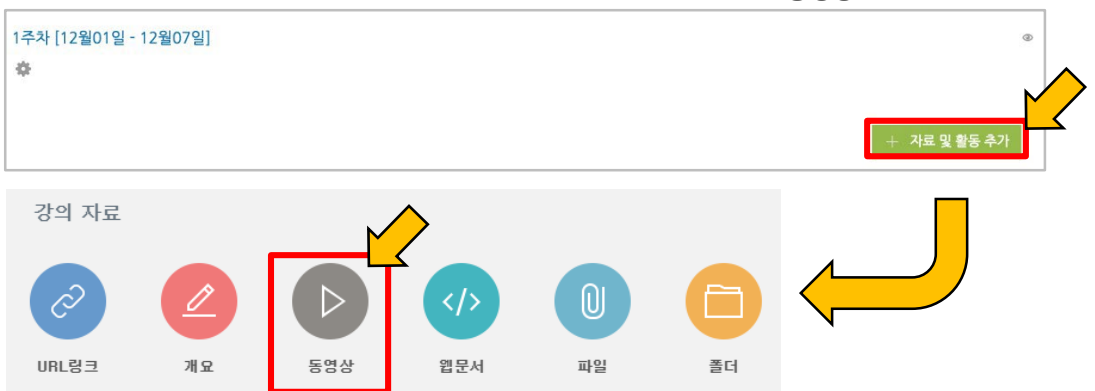 1주차 [12월01일 - 12월07일]
+ 자료 및 활동 추가
강의 자료
</>
URL링크 개요 동영상 웹문서 파일 폴더